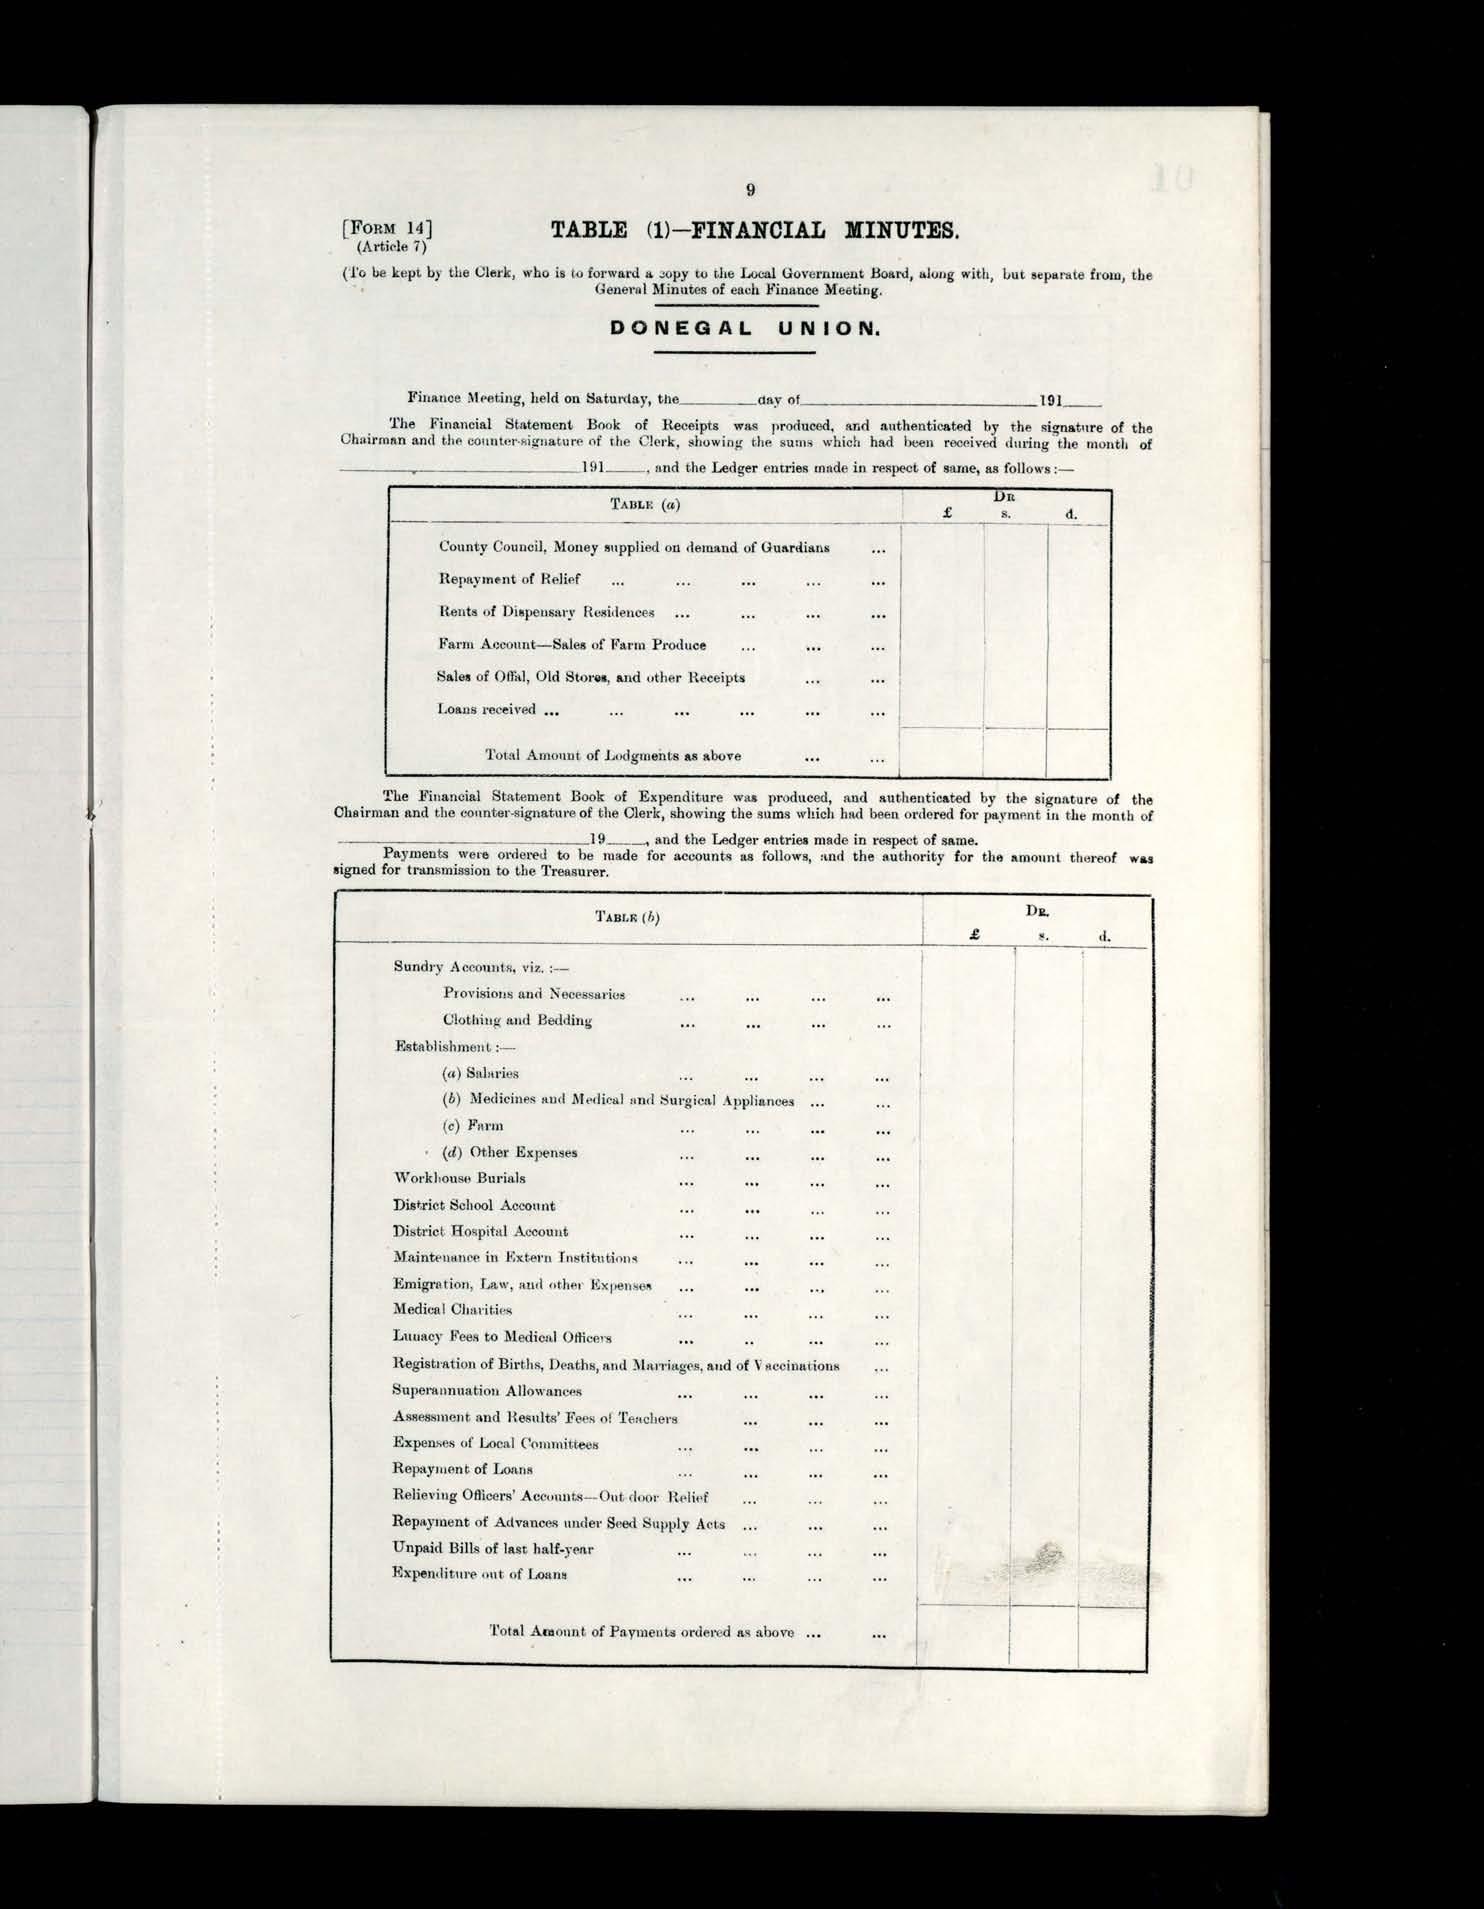 9
[FORM 14] TABLE (1)—FINANCIAL MINUTES.
(Article 7)
(To be kept by the Clerk, who is to forward a copy to the Local Government Board, along with, but separate from, the
General Minutes of each Finance Meeting.
DONEGAL UNION.
Finance Meeting, held on Saturday, the________day of________________________191____
The Financial Statement Book of Receipts was produced, and authenticated by the signature of the
Chairman and the counter-signature of the Clerk, showing the sums which had been received during the month of
________________________191____, and the Ledger entries made in respect of same, as follows:—
TABLE (a) DR
£ s. d.
County Council, Money supplied on demand of Guardians ...
Repayment of Relief ... ... ... ... ...
Rents of Dispensary Residences ... ... ... ...
Farm Account—Sales of Farm Produce ... ... ...
Sales of Offal, Old Stores, and other Receipts ... ...
Loans received ... ... ... ... ... ...
Total Amount of Lodgments as above ... ...
The Financial Statement Book of Expenditure was produced, and authenticated by the signature of the
Chairman and the counter-signature of the Clerk, showing the sums which had been ordered for payment in the month of
________________________19____, and the Ledger entries made in respect of same.
Payments were ordered to be made for accounts as follows, and the authority for the amount thereof was
signed for transmission to the Treasurer.
TABLE (b) DR.
£ s. d.
Sundry Accounts, viz. :—
Provisions and Necessaries ... ... ... ...
Clothing and Bedding ... ... ... ...
Establishment :—
(a) Salaries ... ... ... ...
(b) Medicines and Medical and Surgical Appliances ... ...
(c) Farm ... ... ... ...
(d) Other Expenses ... ... ... ...
Workhouse Burials ... ... ... ...
District School Account ... ... ... ...
District Hospital Account ... ... ... ...
Maintenance in Extern Institutions ... ... ... ...
Emigration, Law, and other Expenses ... ... ... ...
Medical Charities ... ... ... ...
Lunacy Fees to Medical Officers ... .. ... ...
Registration of Births, Deaths, and Marriages, and of Vaccinations ...
Superannuation Allowances ... ... ... ...
Assessment and Results' Fees of Teachers ... ... ...
Expenses of Local Committees ... ... ... ...
Repayment of Loans ... ... ... ...
Relieving Officers' Accounts—Out-door Relief ... ... ...
Repayment of Advances under Seed Supply Acts ... ... ...
Unpaid Bills of last half-year ... ... ... ...
Expenditure out of Loans ... ... ... ...
Total Amount of Payments ordered as above ... ...